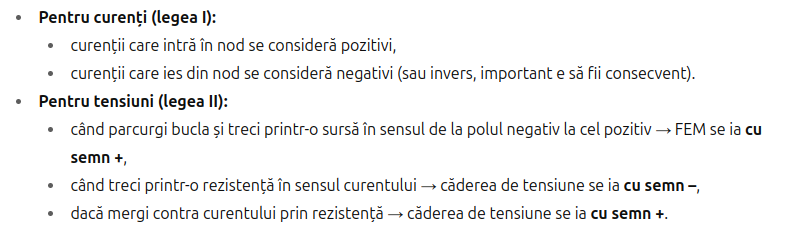 • Pentru curenți (legea I):
• curenții care intră în nod se consideră pozitivi,
• curenții care ies din nod se consideră negativi (sau invers, important e să fii consecvent).
• Pentru tensiuni (legea II):
• când parcurgi bucla și treci printr-o sursă în sensul de la polul negativ la cel pozitiv → FEM se ia cu
semn +,
• când treci printr-o rezistență în sensul curentului → căderea de tensiune se ia cu semn –,
• dacă mergi contra curentului prin rezistență → căderea de tensiune se ia cu semn +.